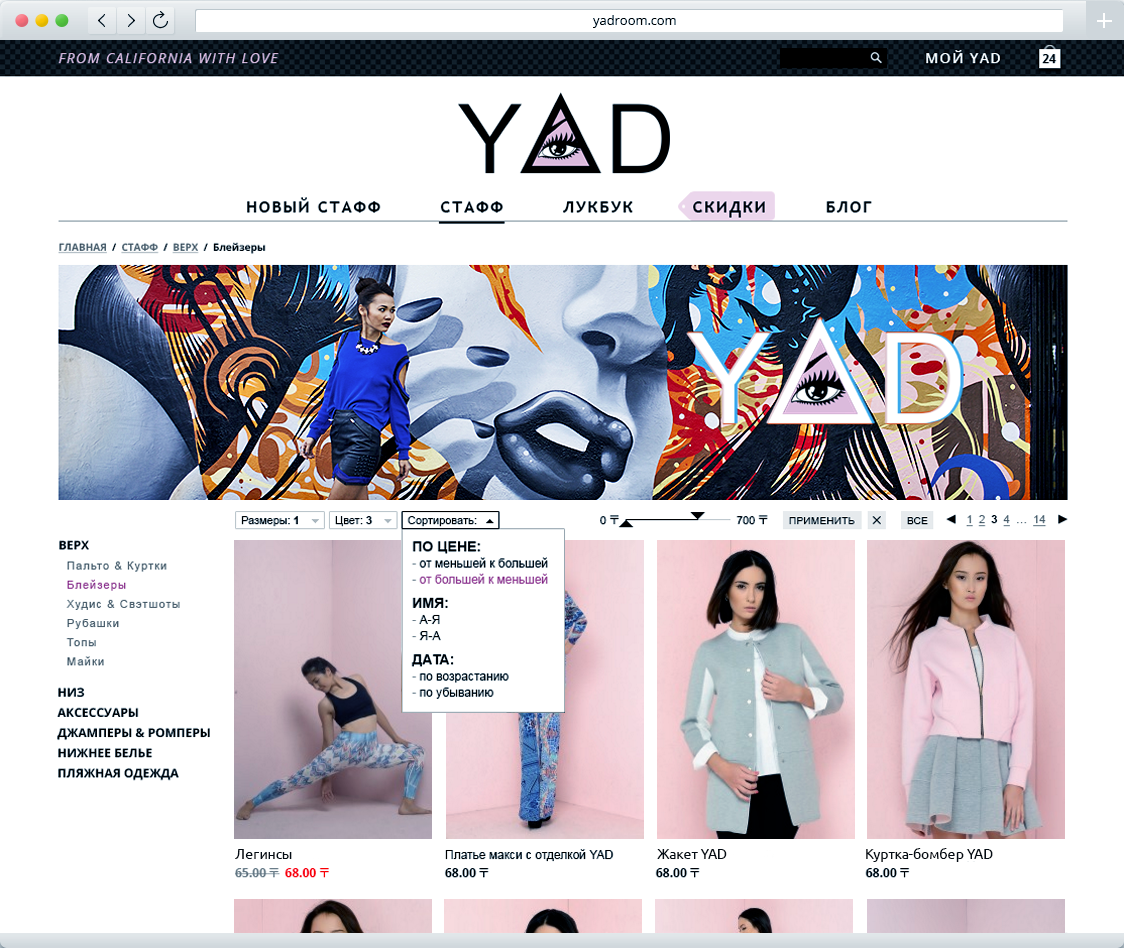 yadroom.com
FROM CALIFORNIA WITH LOVE
МОЙ YAD
24
YAD
НОВЫЙ СТАФФ
СТАФФ
ЛУКБУК
СКИДКИ
БЛОГ
ГЛАВНАЯ / СТАФФ / ВЕРХ / Блейзеры
YAD
Размеры: 1
Цвет: 3
Сортировать:
0 ₸
700 ₸
ПРИМЕНИТЬ
ВСЕ
1 2 3 4 ... 14
ПО ЦЕНЕ:
- от меньшей к большей
- от большей к меньшей
ИМЯ:
- А-Я
- Я-А
ДАТА:
- по возрастанию
- по убыванию
ВЕРХ
Пальто & Куртки
Блейзеры
Худис & Свэтшоты
Рубашки
Топы
Майки
НИЗ
АКСЕССУАРЫ
ДЖАМПЕРЫ & РОМПЕРЫ
НИЖНЕЕ БЕЛЬЕ
ПЛЯЖНАЯ ОДЕЖДА
Легинсы
65.00 ₸ 68.00 ₸
Платье макси с отделкой YAD
68.00 ₸
Жакет YAD
68.00 ₸
Куртка-бомбер YAD
68.00 ₸